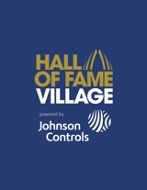 HALL
OF FAME
VILLAGE
powered by
Johnson
Controls